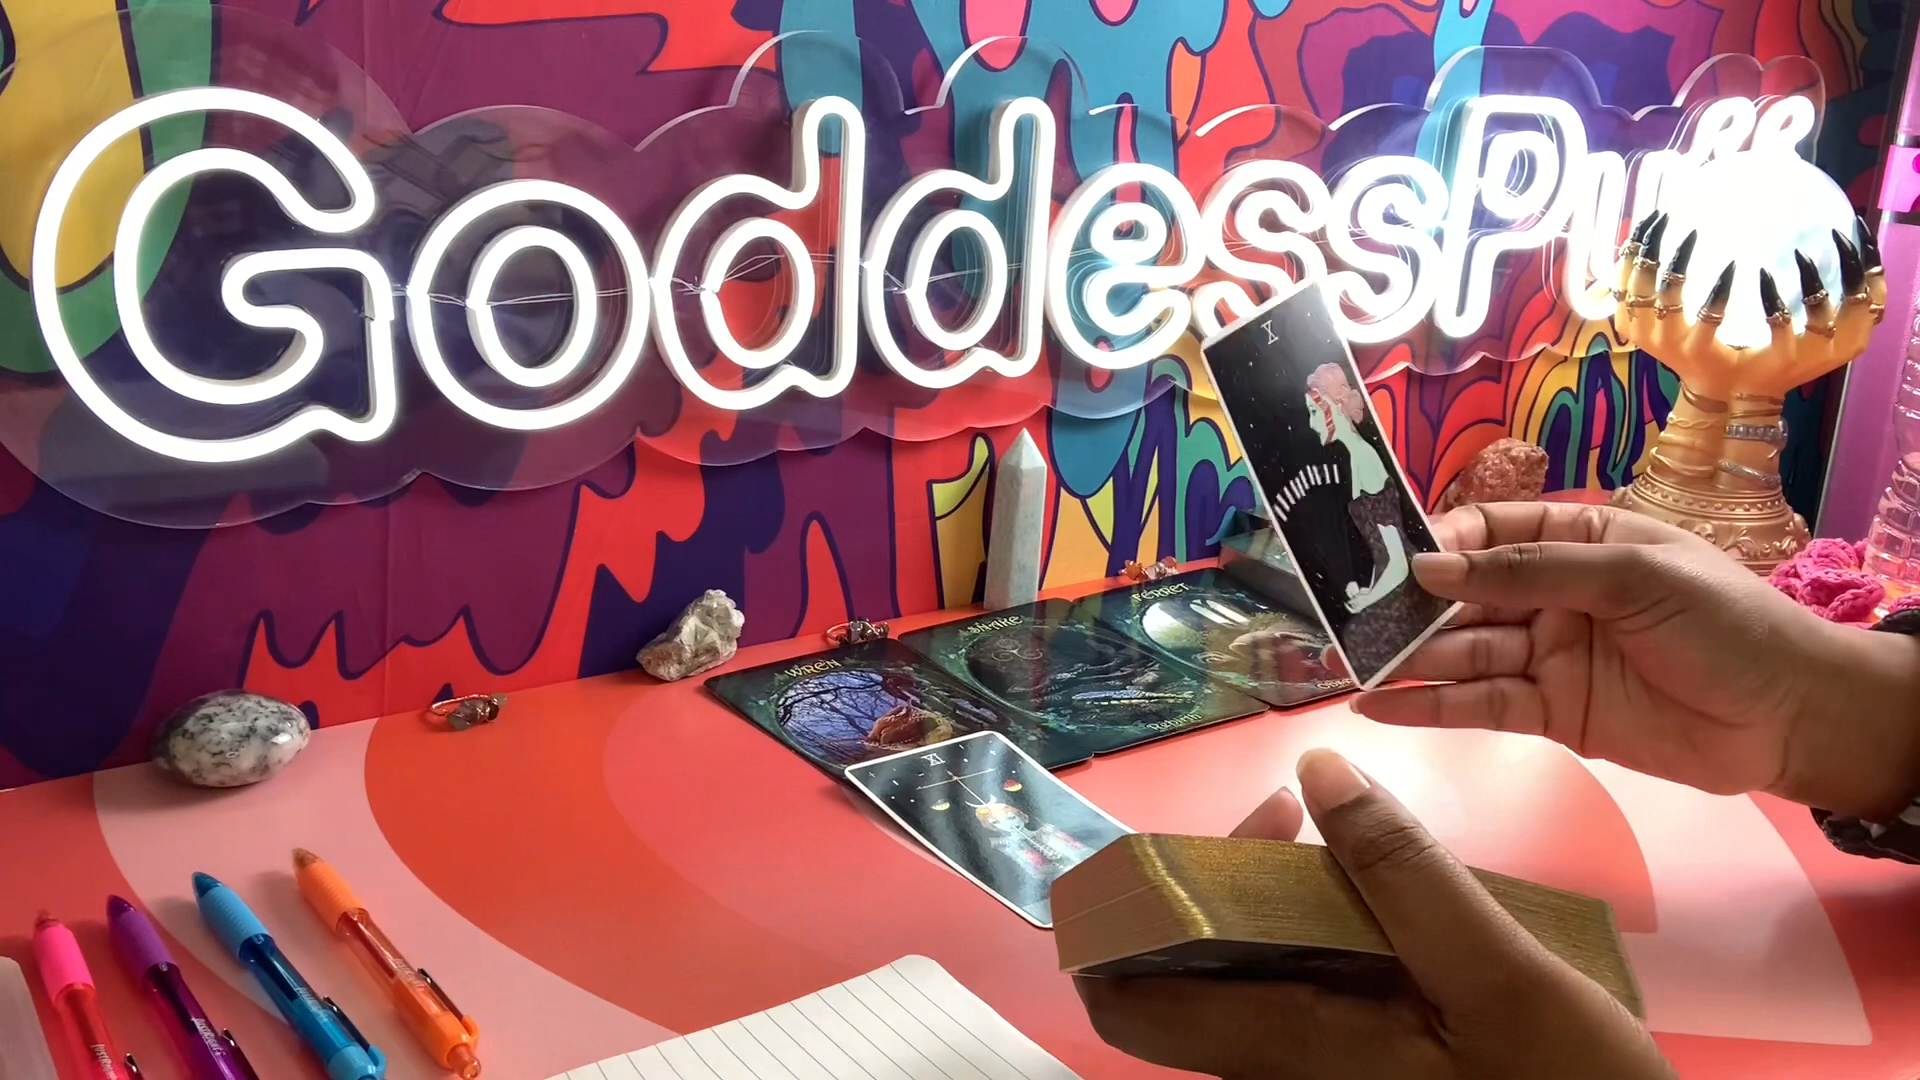 GoddessPuff
X
FERRET
SNAKE
WREN
Rebirth
XI